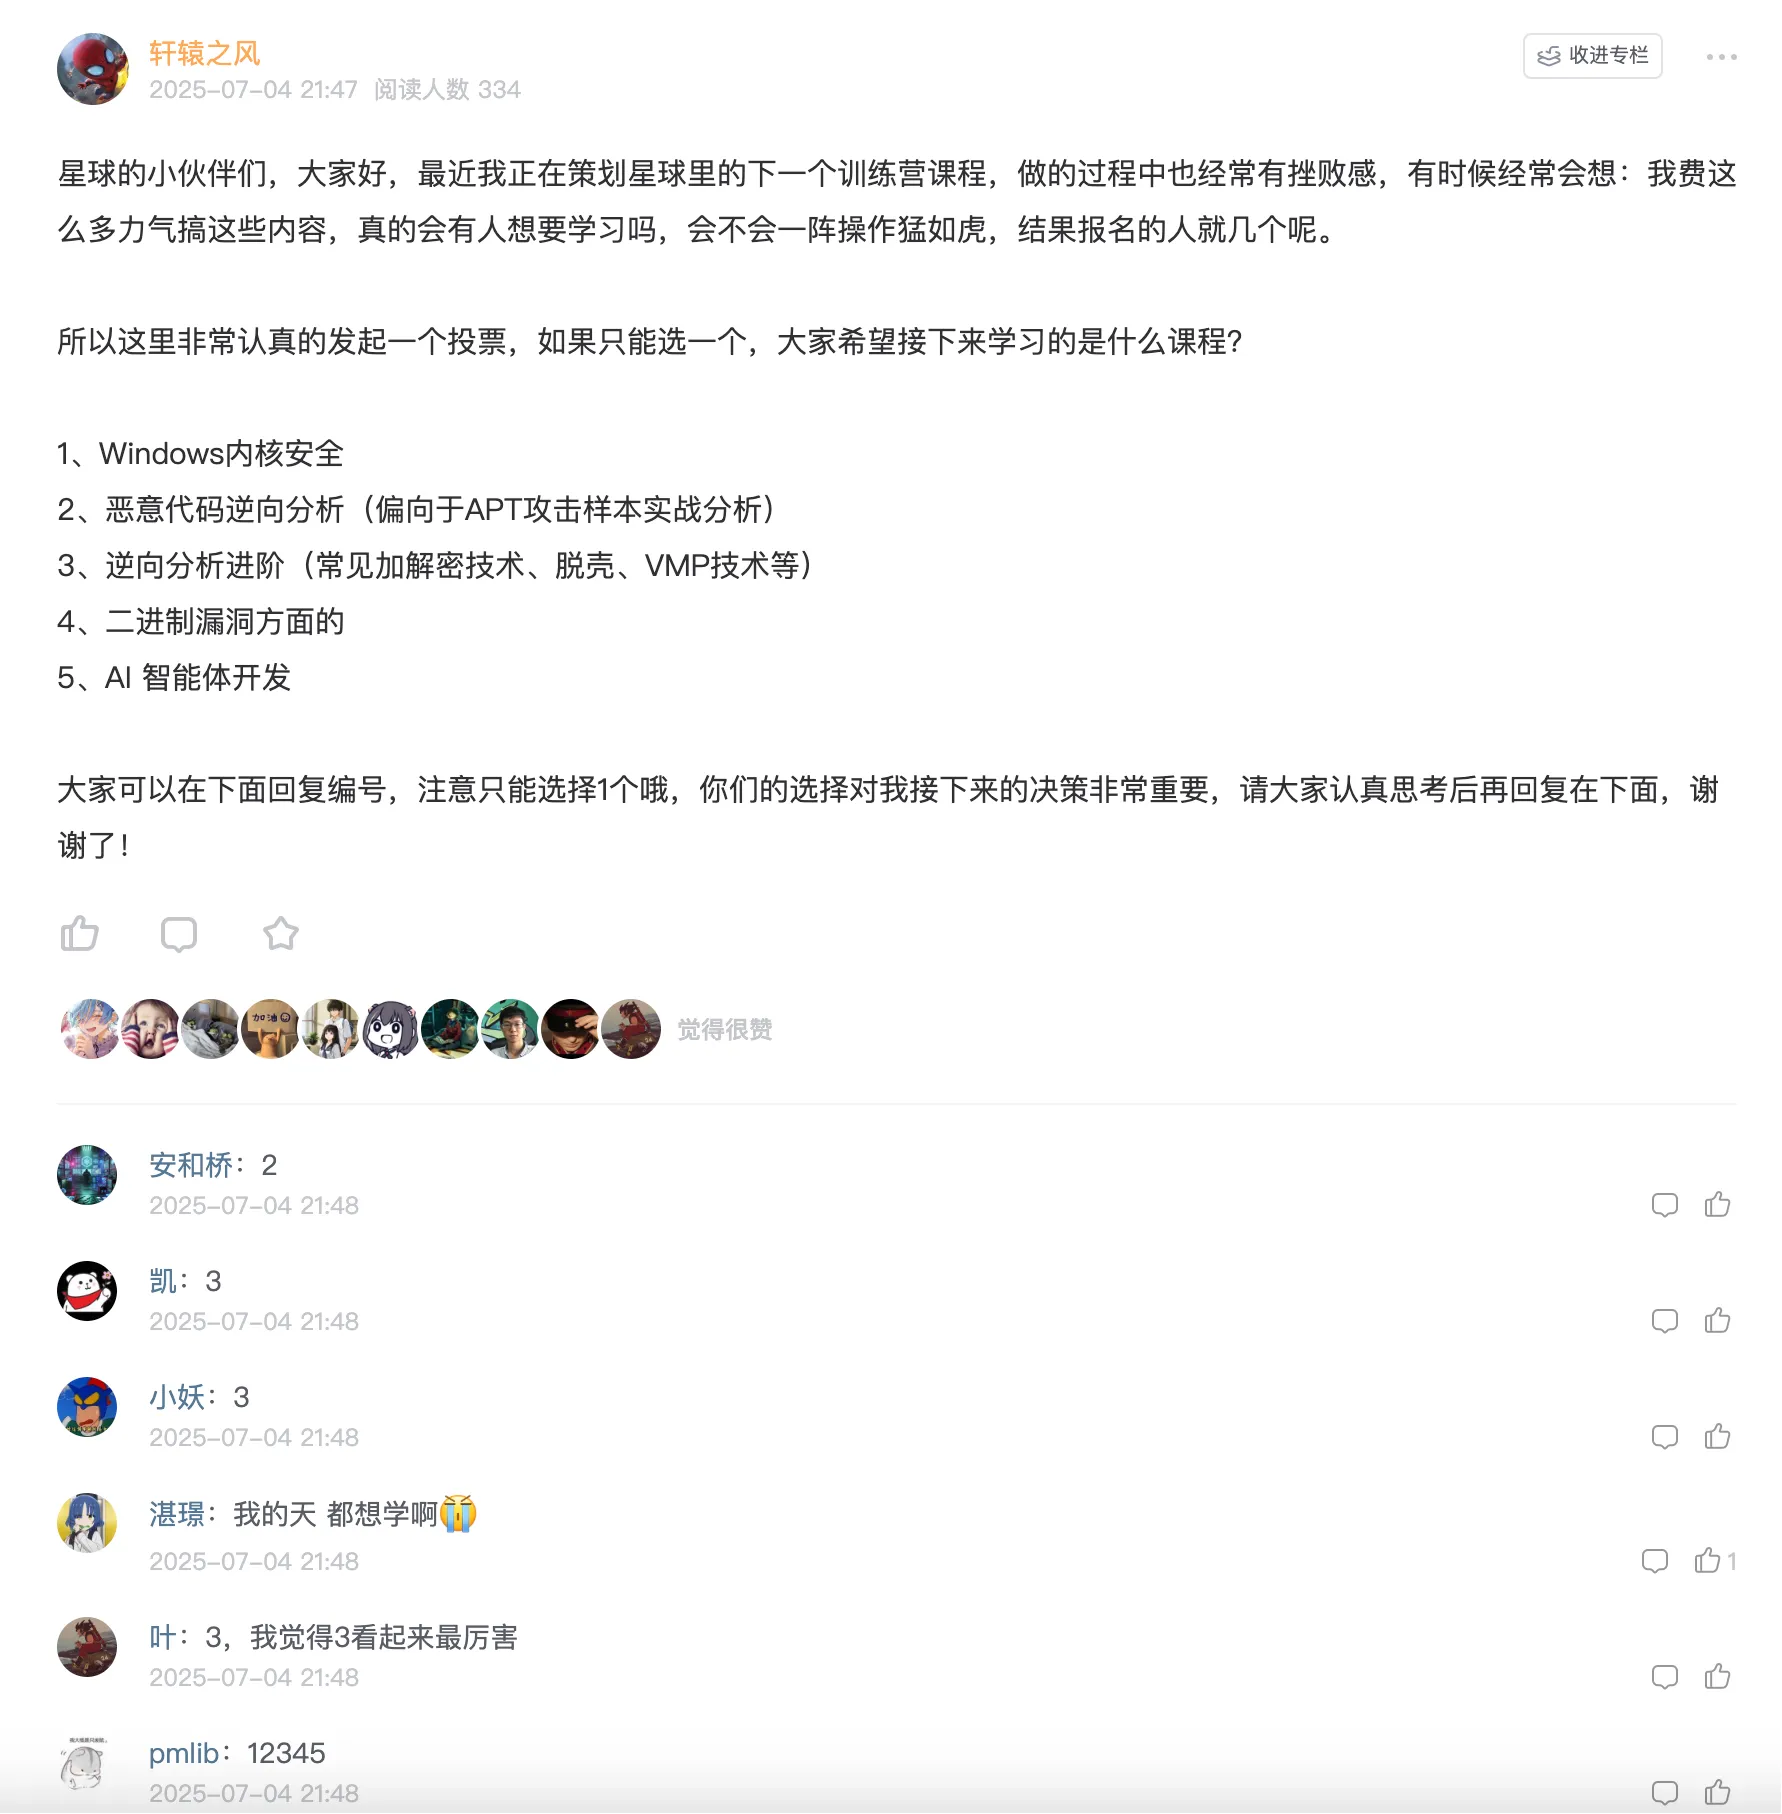 轩辕之风
2025-07-04 21:47 阅读人数 334
收进专栏
星球的小伙伴们，大家好，最近我正在策划星球里的下一个训练营课程，做的过程中也经常有挫败感，有时候经常会想：我费这
么多力气搞这些内容，真的会有人想要学习吗，会不会一阵操作猛如虎，结果报名的人就几个呢。
所以这里非常认真的发起一个投票，如果只能选一个，大家希望接下来学习的是什么课程？
1、Windows内核安全
2、恶意代码逆向分析（偏向于APT攻击样本实战分析）
3、逆向分析进阶（常见加解密技术、脱壳、VMP技术等）
4、二进制漏洞方面的
5、AI 智能体开发
大家可以在下面回复编号，注意只能选择1个哦，你们的选择对我接下来的决策非常重要，请大家认真思考后再回复在下面，谢
谢了！
加油
觉得很赞
安和桥：2
2025-07-04 21:48
凯：3
2025-07-04 21:48
小妖：3
2025-07-04 21:48
湛璟：我的天 都想学啊😭
2025-07-04 21:48
1
叶：3，我觉得3看起来最厉害
2025-07-04 21:48
pmlib：12345
2025-07-04 21:48